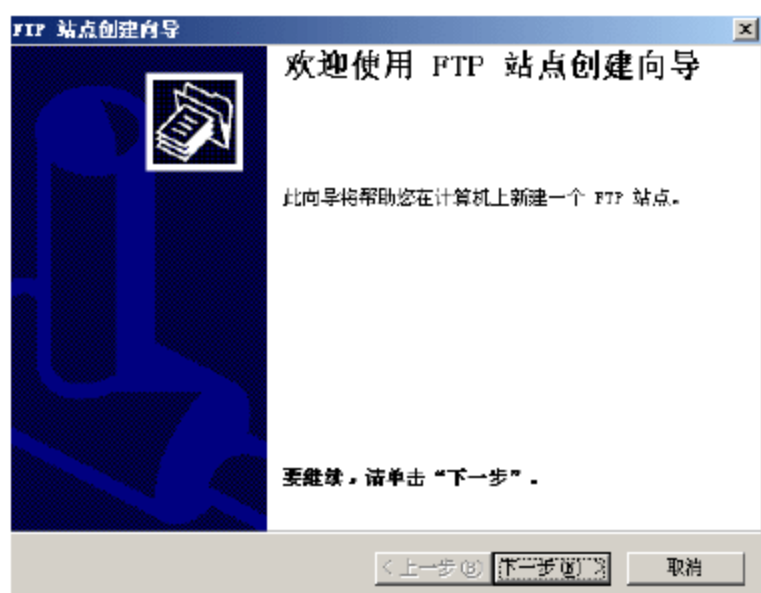 FTP 站点创建向导
欢迎使用 FTP 站点创建向导
此向导将帮助您在计算机上新建一个 FTP 站点。
要继续，请单击“下一步”。
< 上一步(B)
下一步(N) >
取消